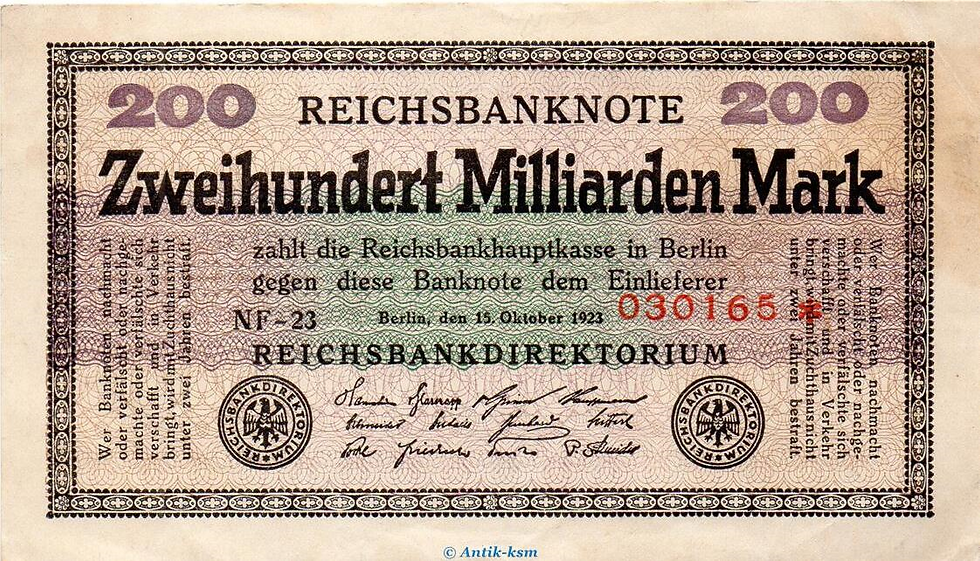 200 REICHSBANKNOTE 200
Zweihundert Milliarden Mark
zahlt die Reichsbankhauptkasse in Berlin
gegen diese Banknote dem Einlieferer
030165 *
NF-23 Berlin, den 15. Oktober 1923
REICHSBANKDIREKTORIUM
Wer Banknoten nachmacht
oder verfälscht oder nachge-
machte oder verfälschte sich
verschafft und in Verkehr
bringt, wird mit Zuchthaus nicht
unter zwei Jahren bestraft.
Wer Banknoten nachmacht
oder verfälscht oder nachge-
machte oder verfälschte sich
verschafft und in Verkehr
bringt, wird mit Zuchthaus nicht
unter zwei Jahren bestraft
REICHSBANKDIREKTORIUM
REICHSBANKDIREKTORIUM
© Antik-ksm